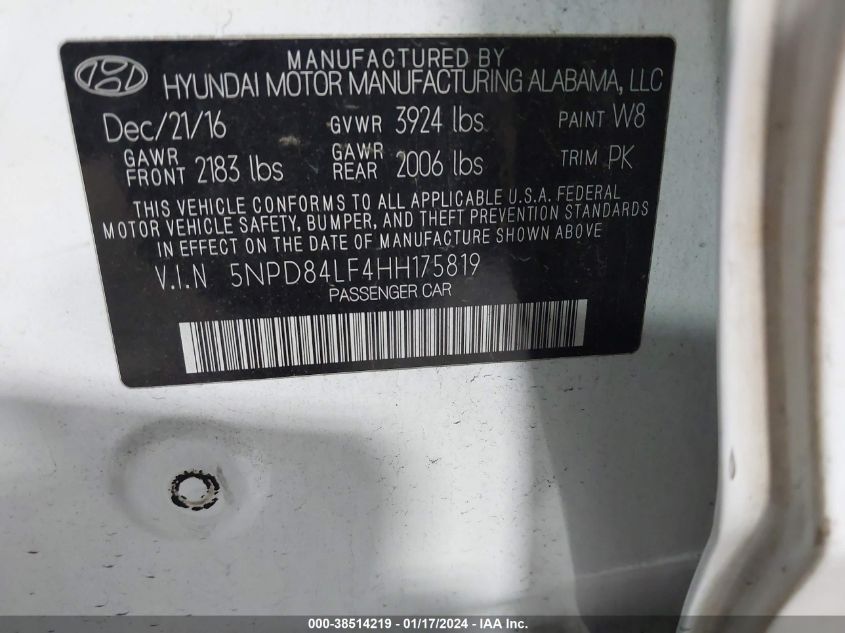 MANUFACTURED BY
HYUNDAI MOTOR MANUFACTURING ALABAMA, LLC
Dec/21/16 GVWR 3924 lbs PAINT W8
GAWR FRONT 2183 lbs GAWR REAR 2006 lbs TRIM PK
THIS VEHICLE CONFORMS TO ALL APPLICABLE U.S.A. FEDERAL
MOTOR VEHICLE SAFETY, BUMPER, AND THEFT PREVENTION STANDARDS
IN EFFECT ON THE DATE OF MANUFACTURE SHOWN ABOVE
V.I.N 5NPD84LF4HH175819
PASSENGER CAR
000-38514219 - 01/17/2024 - 1WS - 7ZH